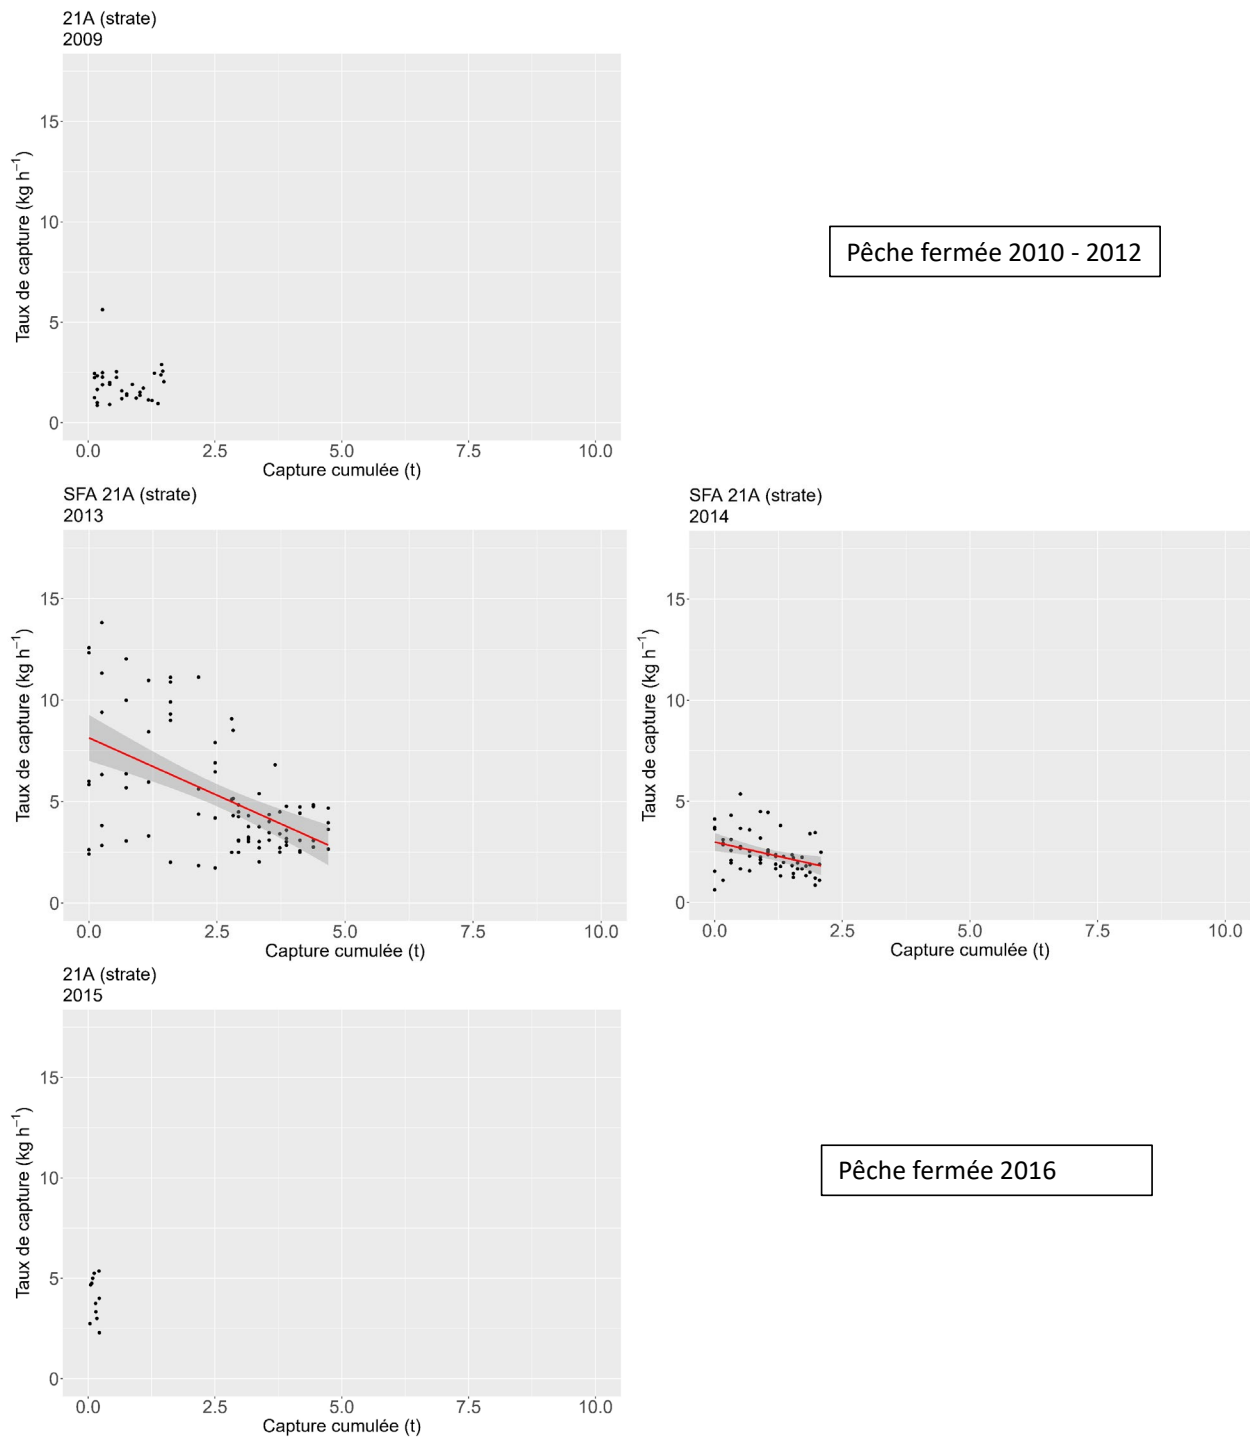 21A (strate)
2009
Taux de capture (kg h⁻¹)
15
10
5
0
0.0 2.5 5.0 7.5 10.0
Capture cumulée (t)
Pêche fermée 2010 - 2012
SFA 21A (strate)
2013
Taux de capture (kg h⁻¹)
15
10
5
0
0.0 2.5 5.0 7.5 10.0
Capture cumulée (t)
SFA 21A (strate)
2014
Taux de capture (kg h⁻¹)
15
10
5
0
0.0 2.5 5.0 7.5 10.0
Capture cumulée (t)
21A (strate)
2015
Taux de capture (kg h⁻¹)
15
10
5
0
0.0 2.5 5.0 7.5 10.0
Capture cumulée (t)
Pêche fermée 2016